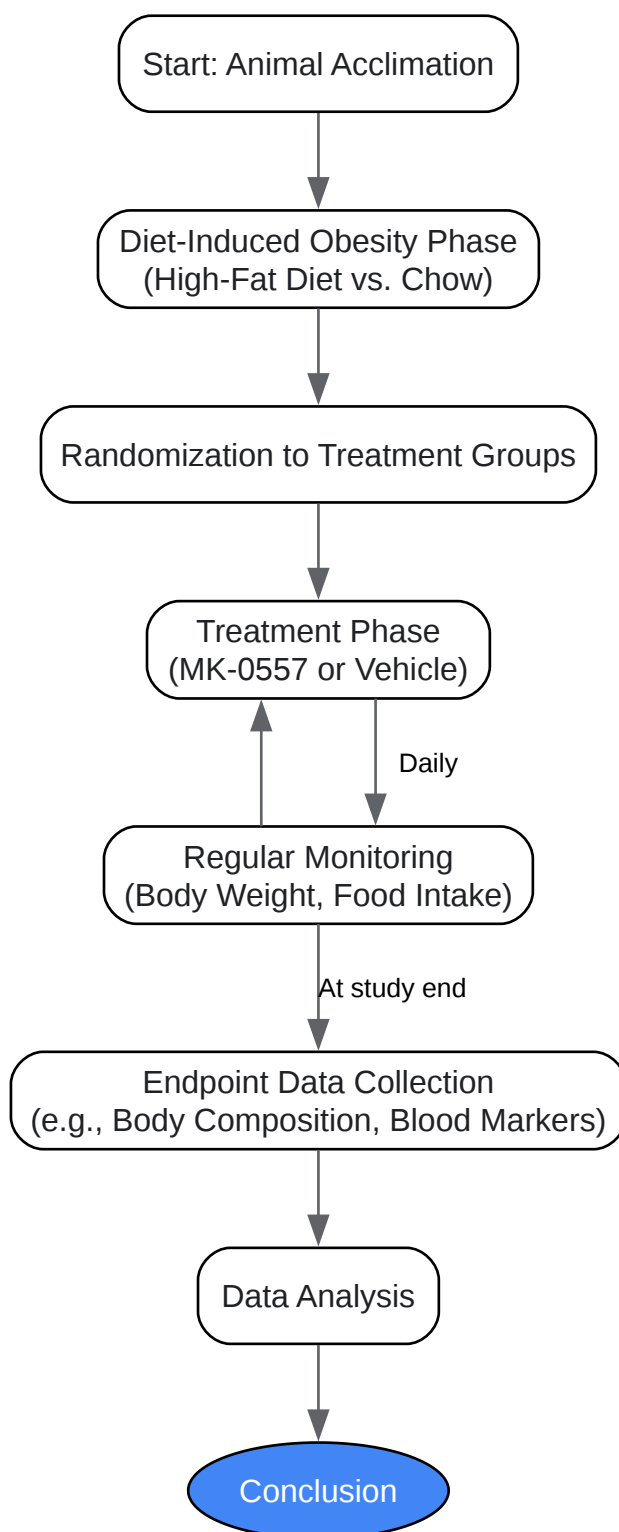 Start: Animal Acclimation
Diet-Induced Obesity Phase
(High-Fat Diet vs. Chow)
Randomization to Treatment Groups
Treatment Phase
(MK-0557 or Vehicle)
Daily
Regular Monitoring
(Body Weight, Food Intake)
At study end
Endpoint Data Collection
(e.g., Body Composition, Blood Markers)
Data Analysis
Conclusion